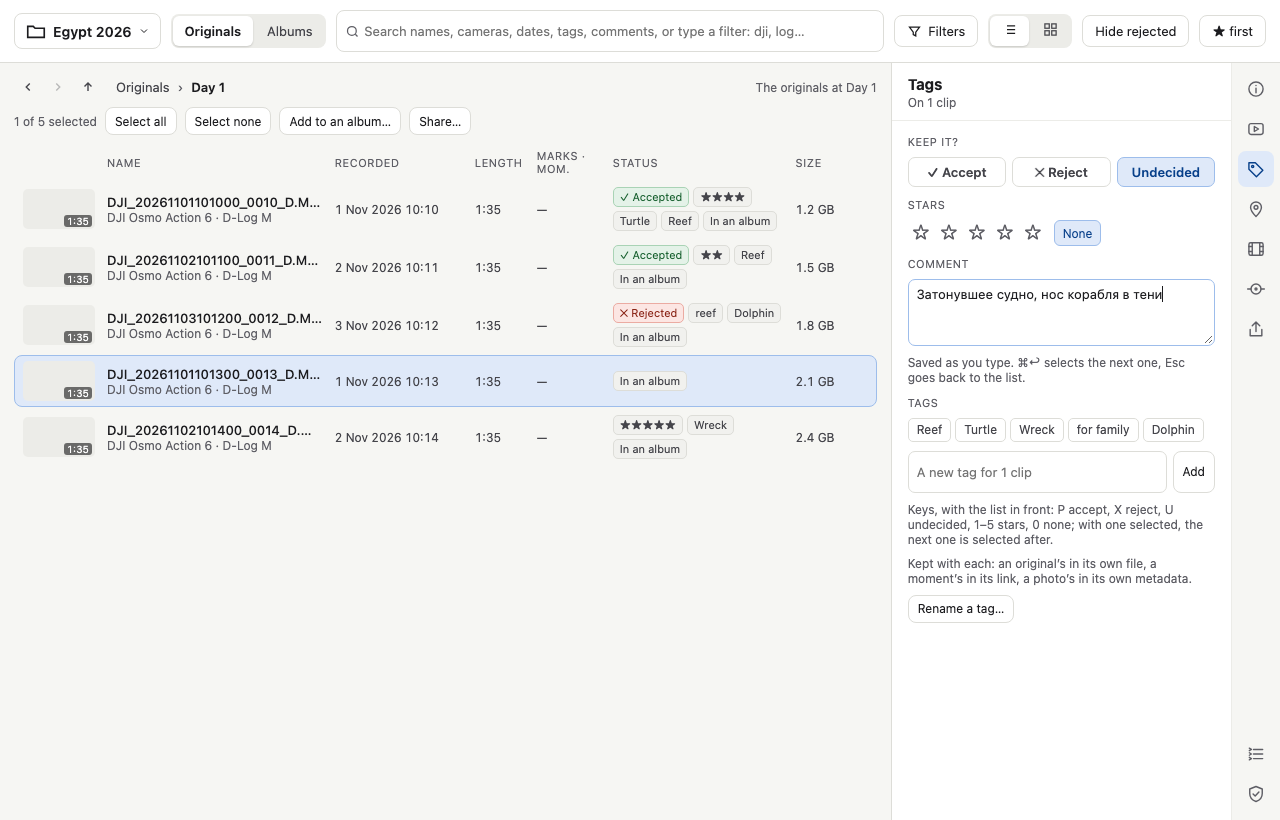 Egypt 2026
Originals
Albums
Search names, cameras, dates, tags, comments, or type a filter: dji, log…
Filters
Hide rejected
★ first
Originals › Day 1
The originals at Day 1
1 of 5 selected
Select all
Select none
Add to an album…
Share…
NAME
RECORDED
LENGTH
MARKS · MOM.
STATUS
SIZE
1:35
DJI_20261101101000_0010_D.M…
DJI Osmo Action 6 · D-Log M
1 Nov 2026 10:10
1:35
—
✓ Accepted
★★★★
Turtle
Reef
In an album
1.2 GB
1:35
DJI_20261102101100_0011_D.M…
DJI Osmo Action 6 · D-Log M
2 Nov 2026 10:11
1:35
—
✓ Accepted
★★
Reef
In an album
1.5 GB
1:35
DJI_20261103101200_0012_D.M…
DJI Osmo Action 6 · D-Log M
3 Nov 2026 10:12
1:35
—
✕ Rejected
reef
Dolphin
In an album
1.8 GB
1:35
DJI_20261101101300_0013_D.M…
DJI Osmo Action 6 · D-Log M
1 Nov 2026 10:13
1:35
—
In an album
2.1 GB
1:35
DJI_20261102101400_0014_D.…
DJI Osmo Action 6 · D-Log M
2 Nov 2026 10:14
1:35
—
★★★★★
Wreck
In an album
2.4 GB
Tags
On 1 clip
KEEP IT?
✓ Accept
✕ Reject
Undecided
STARS
☆ ☆ ☆ ☆ ☆
None
COMMENT
Затонувшее судно, нос корабля в тени
Saved as you type. ⌘↩ selects the next one, Esc
goes back to the list.
TAGS
Reef
Turtle
Wreck
for family
Dolphin
A new tag for 1 clip
Add
Keys, with the list in front: P accept, X reject, U
undecided, 1–5 stars, 0 none; with one selected, the
next one is selected after.
Kept with each: an original's in its own file, a
moment's in its link, a photo's in its own metadata.
Rename a tag…